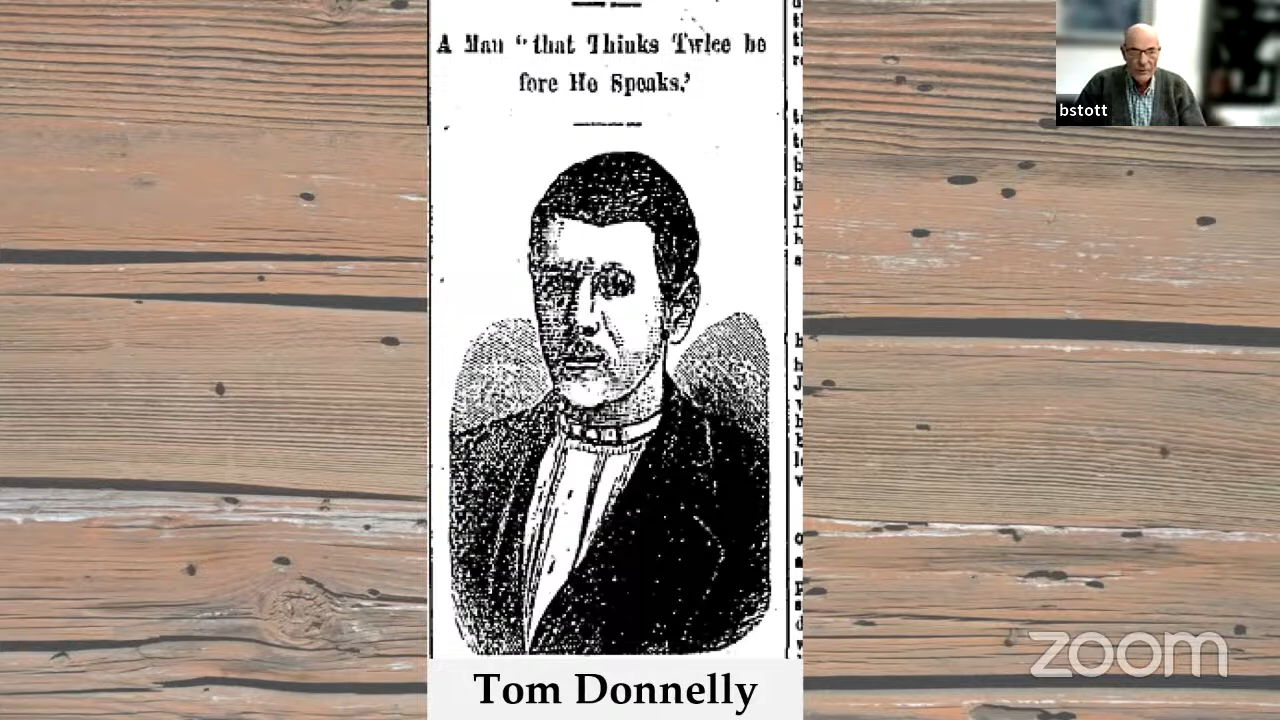 A Man “that Thinks Twice be
fore He Speaks.’
bstott
Tom Donnelly
zoom